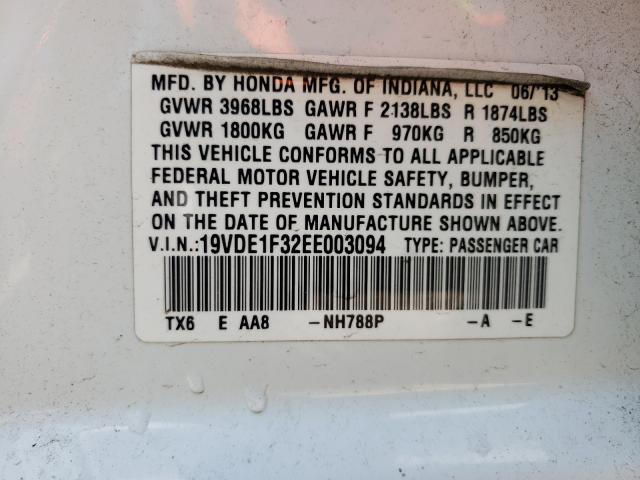 MFD. BY HONDA MFG. OF INDIANA, LLC 06/13
GVWR 3968LBS GAWR F 2138LBS R 1874LBS
GVWR 1800KG GAWR F 970KG R 850KG
THIS VEHICLE CONFORMS TO ALL APPLICABLE
FEDERAL MOTOR VEHICLE SAFETY, BUMPER,
AND THEFT PREVENTION STANDARDS IN EFFECT
ON THE DATE OF MANUFACTURE SHOWN ABOVE.
V.I.N.:19VDE1F32EE003094 TYPE: PASSENGER CAR
TX6 E AA8 -NH788P -A -E